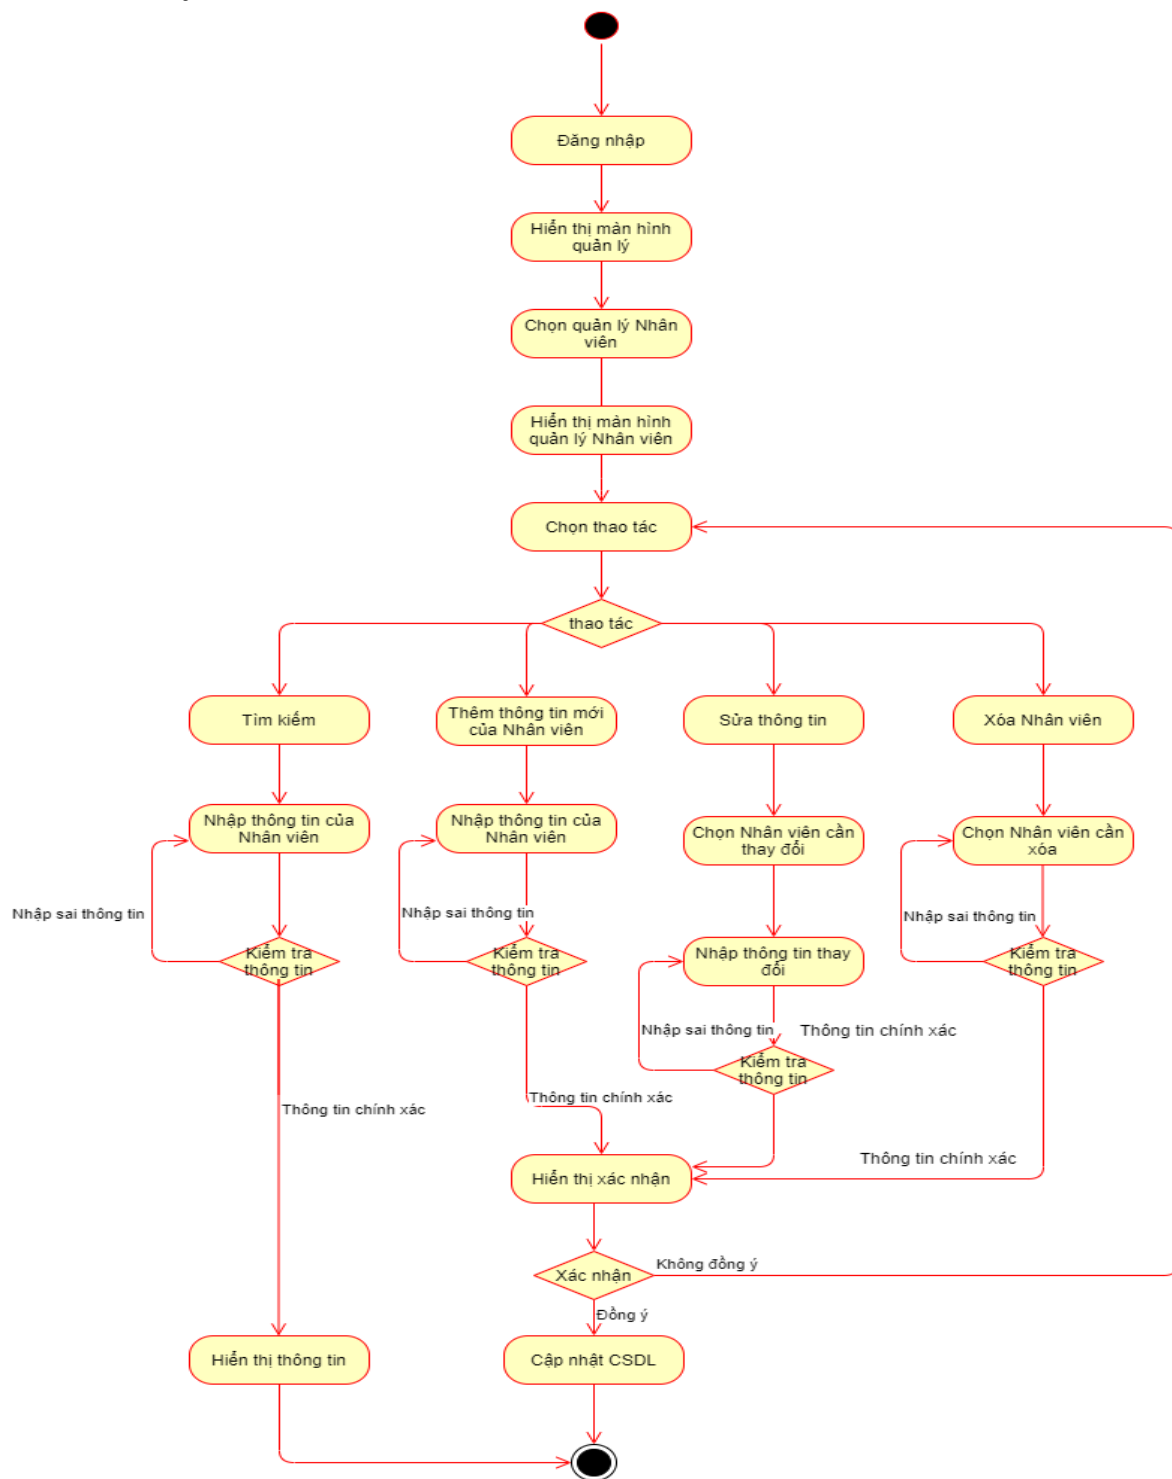 Đăng nhập
Hiển thị màn hình
quản lý
Chọn quản lý Nhân
viên
Hiển thị màn hình
quản lý Nhân viên
Chọn thao tác
thao tác
Tìm kiếm
Thêm thông tin mới
của Nhân viên
Sửa thông tin
Xóa Nhân viên
Nhập thông tin của
Nhân viên
Nhập thông tin của
Nhân viên
Chọn Nhân viên cần
thay đổi
Chọn Nhân viên cần
xóa
Nhập sai thông tin
Nhập sai thông tin
Nhập sai thông tin
Kiểm tra
thông tin
Kiểm tra
thông tin
Nhập thông tin thay
đổi
Kiểm tra
thông tin
Nhập sai thông tin
Thông tin chính xác
Kiểm tra
thông tin
Thông tin chính xác
Thông tin chính xác
Thông tin chính xác
Hiển thị xác nhận
Không đồng ý
Xác nhận
Đồng ý
Hiển thị thông tin
Cập nhật CSDL